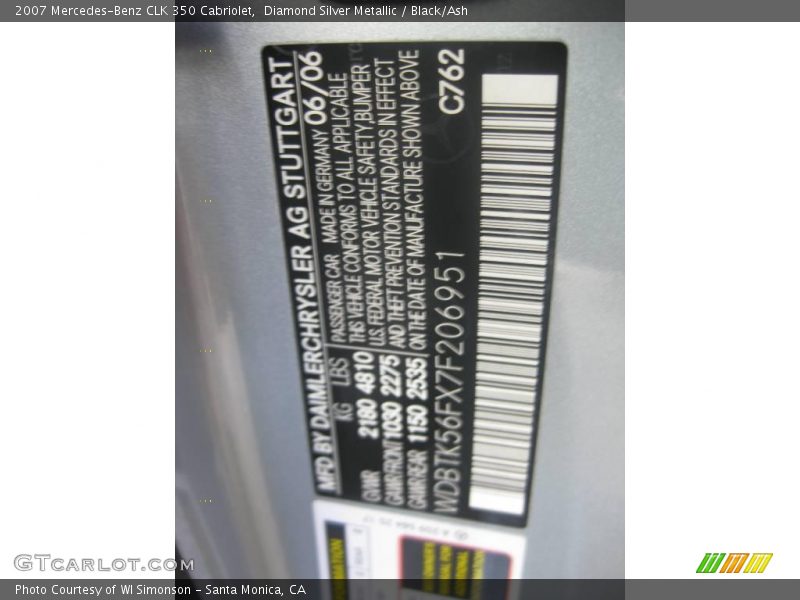 2007 Mercedes-Benz CLK 350 Cabriolet,  Diamond Silver Metallic / Black/Ash
MFD BY DAIMLERCHRYSLER AG STUTTGART
KG LBS PASSENGER CAR MADE IN GERMANY 06/06
GVWR 2180 4810 THIS VEHICLE CONFORMS TO ALL APPLICABLE
U.S. FEDERAL MOTOR VEHICLE SAFETY, BUMPER
GAWR FRONT 1030 2275 AND THEFT PREVENTION STANDARDS IN EFFECT
GAWR REAR 1150 2535 ON THE DATE OF MANUFACTURE SHOWN ABOVE
WDBTK56FX7F206951 C762
GTCARLOT.COM
Photo Courtesy of WI Simonson - Santa Monica, CA